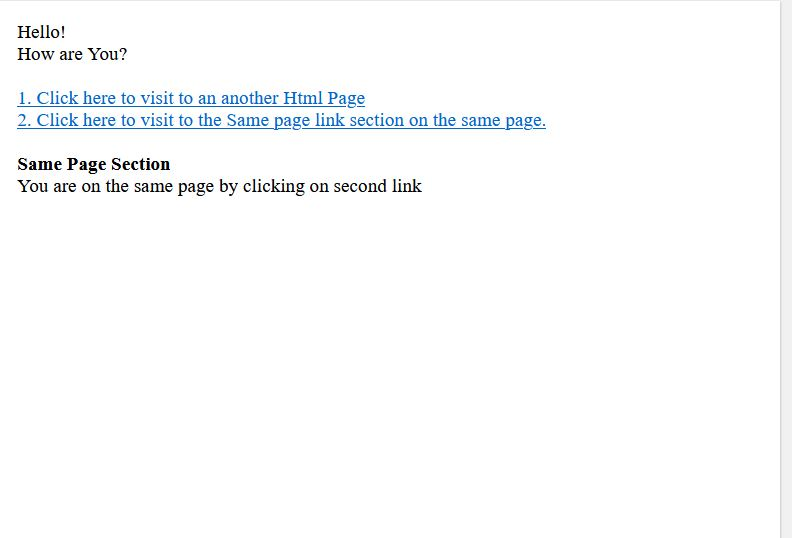 Hello!
How are You?
1. Click here to visit to an another Html Page
2. Click here to visit to the Same page link section on the same page.
Same Page Section
You are on the same page by clicking on second link